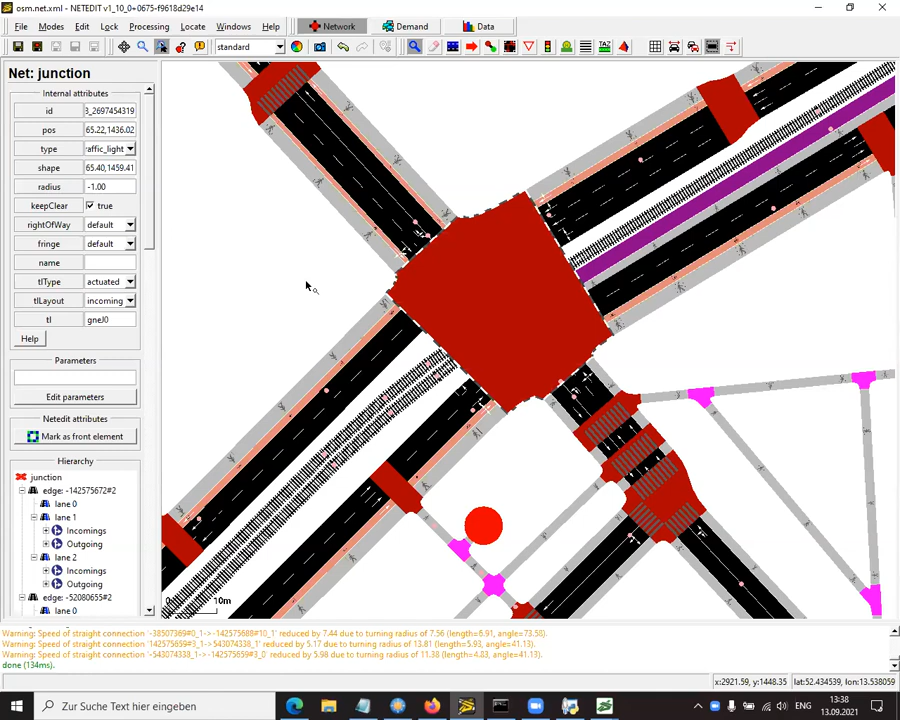 osm.net.xml - NETEDIT v1_10_0+0675-f9618d29e14
File Modes Edit Lock Processing Locate Windows Help Network Demand Data
standard
TAZ
Net: junction
Internal attributes
id 3_2697454319
pos 65.22,1436.02
type raffic_light
shape 65.40,1459.41
radius -1.00
keepClear true
rightOfWay default
fringe default
name
tlType actuated
tlLayout incoming
tl gneJ0
Help
Parameters
Edit parameters
Netedit attributes
Mark as front element
Hierarchy
junction
edge: -142575672#2
lane 0
lane 1
Incomings
Outgoing
lane 2
Incomings
Outgoing
edge: -52080655#2
lane 0
0 10m
Warning: Speed of straight connection '-38507369#0_1->-142575688#10_1' reduced by 7.44 due to turning radius of 7.56 (length=6.91, angle=73.58).
Warning: Speed of straight connection '142575659#3_1->543074338_1' reduced by 5.17 due to turning radius of 13.81 (length=5.93, angle=41.13).
Warning: Speed of straight connection '-543074338_1->-142575659#3_0' reduced by 5.98 due to turning radius of 11.38 (length=4.83, angle=41.13).
done (134ms).
x:2921.59, y:1448.35 lat:52.434539, lon:13.538059
Zur Suche Text hier eingeben
ENG
13:38
13.09.2021